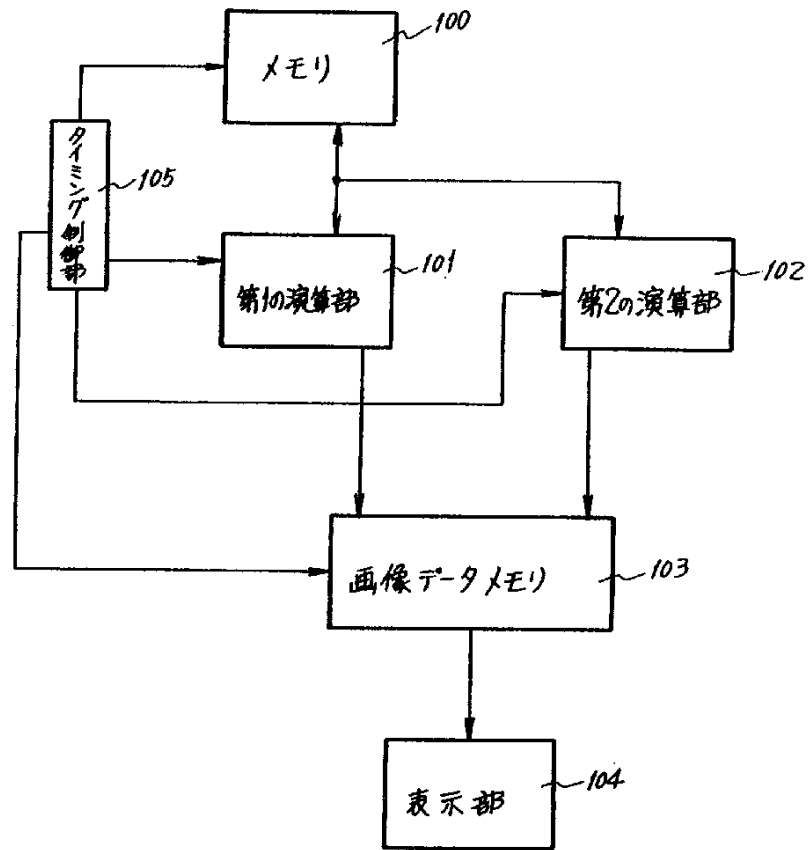 100
メモリ
タイミング制御部
105
第1の演算部
101
第2の演算部
102
画像データメモリ
103
表示部
104